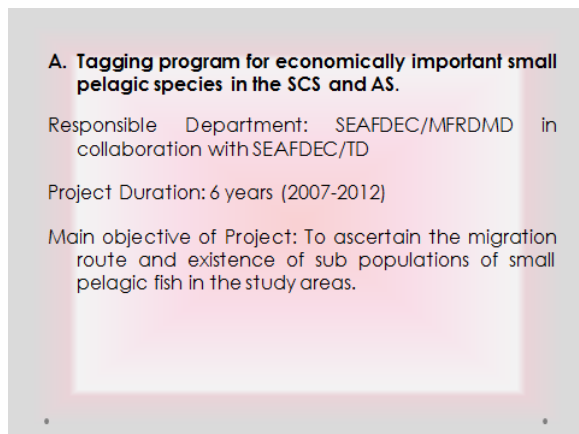 A. Tagging program for economically important small
pelagic species in the SCS and AS.
Responsible Department: SEAFDEC/MFRDMD in
collaboration with SEAFDEC/TD
Project Duration: 6 years (2007-2012)
Main objective of Project: To ascertain the migration
route and existence of sub populations of small
pelagic fish in the study areas.